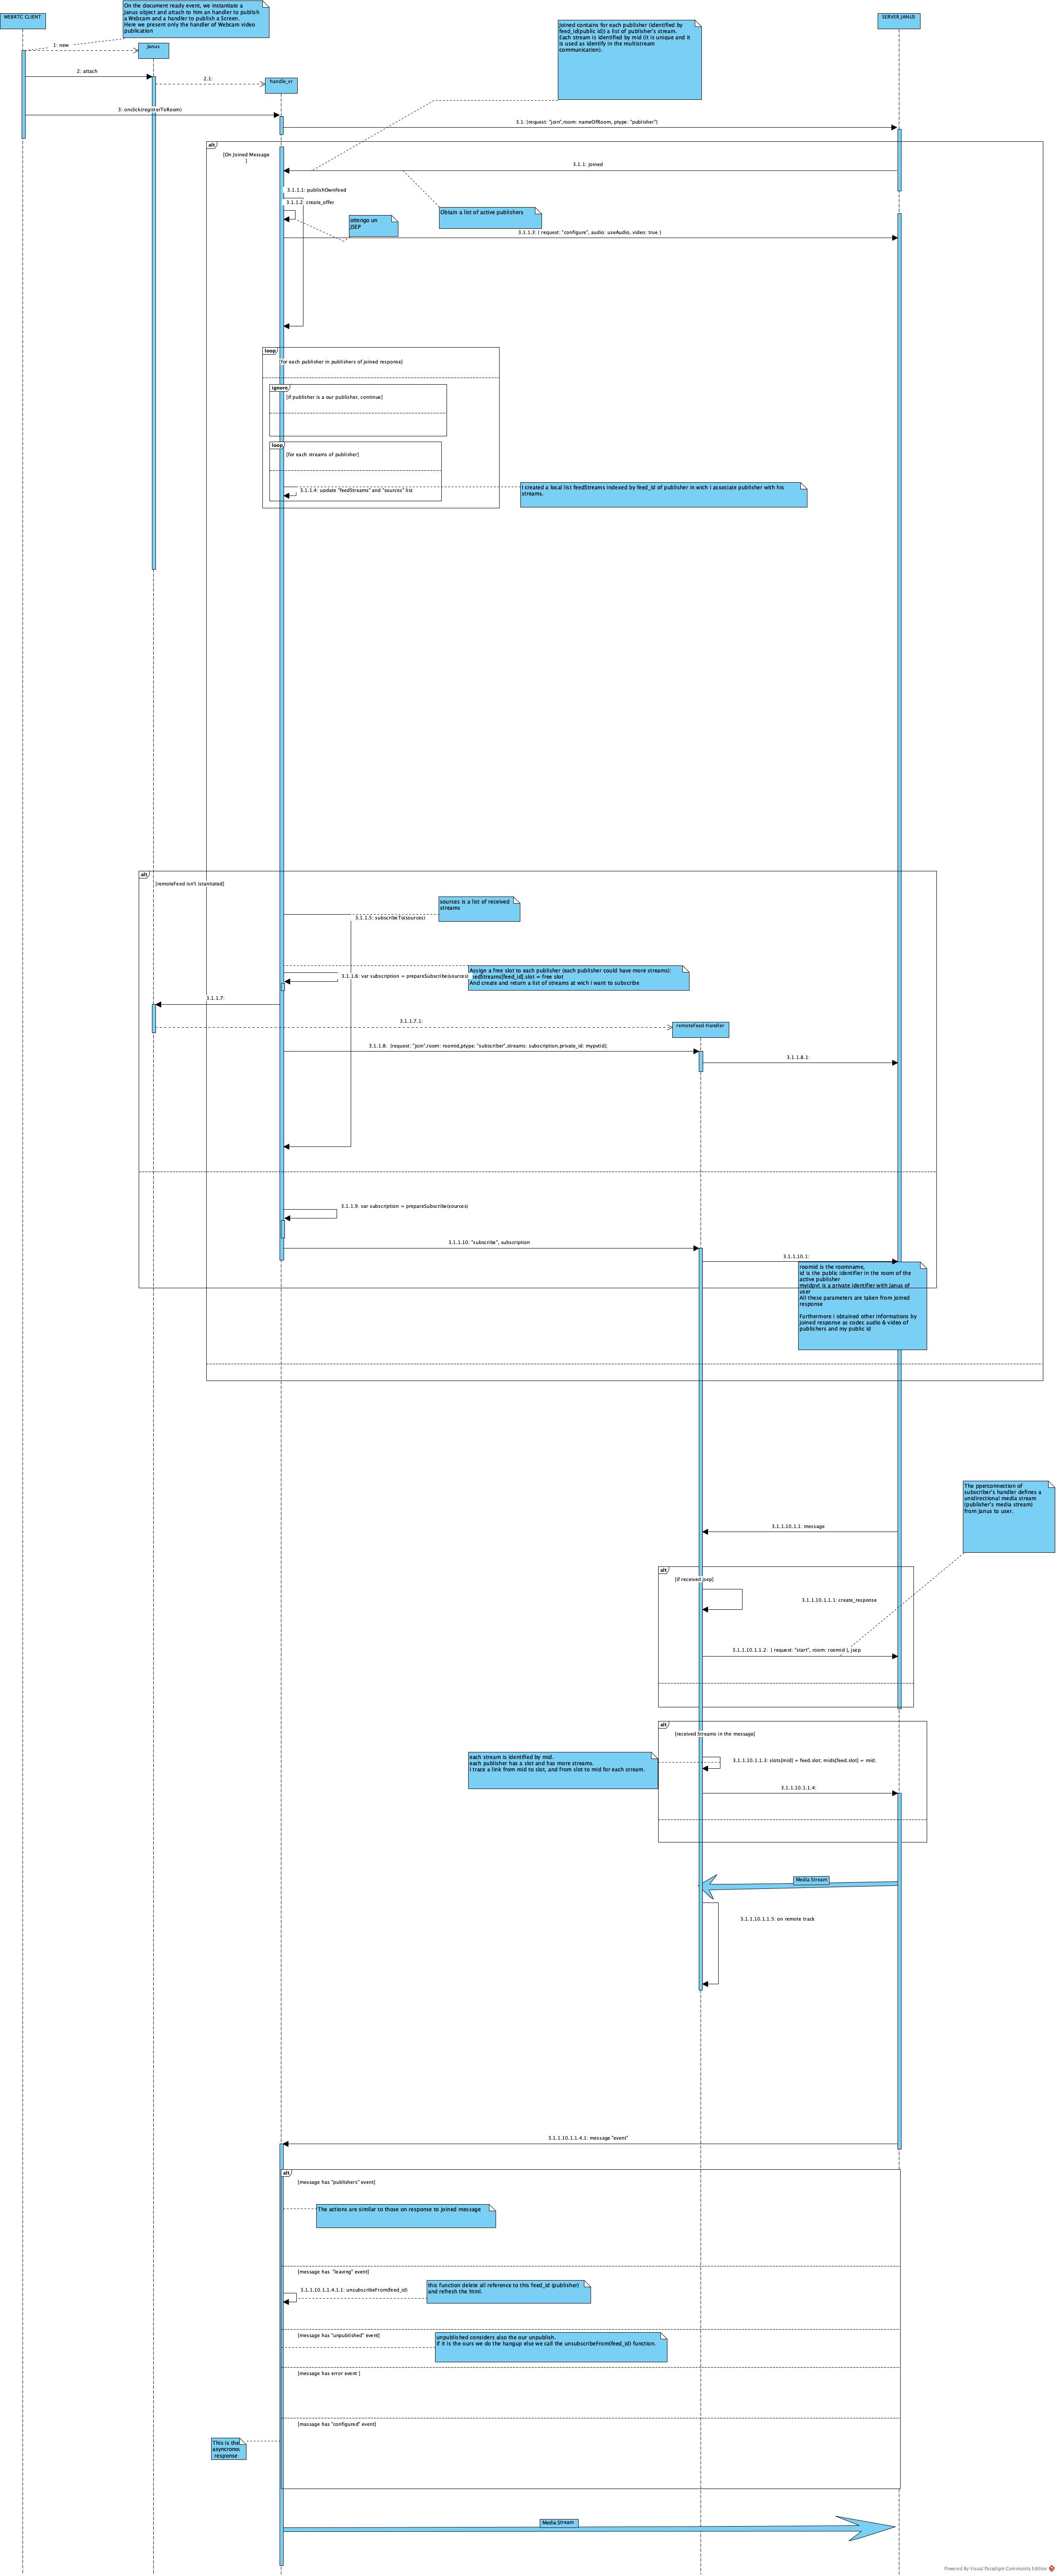 On the document ready event, we instantiate a
Janus object and attach to him an handler to publish
a Webcam and a handler to publish a Screen.
Here we present only the handler of Webcam video
publication
WEBRTC CLIENT
SERVER JANUS
Joined contains for each publisher (identified by
feed_id(public id)) a list of publisher's stream.
Each stream is identified by mid (it is unique and it
is used as identify in the multistream
communication).
1: new
Janus
2: attach
2.1:
handle_vr
3: onclick(registerToRoom)
3.1: {request: "join",room: nameOfRoom, ptype: "publisher"}
alt
[On Joined Message
]
3.1.1: joined
3.1.1.1: publishOwnFeed
3.1.1.2: create_offer
Obtain a list of active publishers
ottengo un
JSEP
3.1.1.3: { request: "configure", audio: useAudio, video: true }
loop
[for each publisher in publishers of joined response]
ignore
[if publisher is a our publisher, continue]
loop
[for each streams of publisher]
3.1.1.4: update "feedStreams" and "sources" list
I created a local list feedStreams indexed by feed_id of publisher in wich i associate publisher with his
streams.
alt
[remoteFeed isn't istantiated]
sources is a list of received
streams
3.1.1.5: subscribeTo(sources)
3.1.1.6: var subscription = prepareSubscribe(sources)
Assign a free slot to each publisher (each publisher could have more streams):
feedStreams[feed_id].slot = free slot
And create and return a list of streams at wich i want to subscribe
3.1.1.7:
3.1.1.7.1:
remoteFeed Handler
3.1.1.8: {request: "join",room: roomid,ptype: "subscriber",streams: subscription,private_id: mypvtid};
3.1.1.8.1:
3.1.1.9: var subscription = prepareSubscribe(sources)
3.1.1.10: "subscribe", subscription
3.1.1.10.1:
roomid is the roomname,
id is the public identifier in the room of the
active publisher
myidpvt is a private identifier with Janus of
user
All these parameters are taken from joined
response
Furthermore i obtained other informations by
joined response as codec audio & video of
publishers and my public id
The pperconnection of
subscriber's handler defines a
unidirectional media stream
(publisher's media stream)
from Janus to user.
3.1.1.10.1.1: message
alt
[if received jsep]
3.1.1.10.1.1.1: create_response
3.1.1.10.1.1.2: { request: "start", room: roomid }, jsep
alt
[received Streams in the message]
each stream is identified by mid.
each publisher has a slot and has more streams.
I trace a link from mid to slot, and from slot to mid for each stream.
3.1.1.10.1.1.3: slots[mid] = feed.slot; mids[feed.slot] = mid;
3.1.1.10.1.1.4:
Media Stream
3.1.1.10.1.1.5: on remote track
3.1.1.10.1.1.4.1: message "event"
alt
[message has "publishers" event]
The actions are similar to those on response to joined message
[message has "leaving" event]
3.1.1.10.1.1.4.1.1: unsubscribeFrom(feed_id)
this function delete all reference to this feed_id (publisher)
and refresh the html.
[message has "unpublished" event]
unpublished considers also the our unpublish.
if it is the ours we do the hangup else we call the unsubscribeFrom(feed_id) function.
[message has error event ]
[massage has "configured" event]
This is the
asyncronos
response
Media Stream
Powered By Visual Paradigm Community Edition